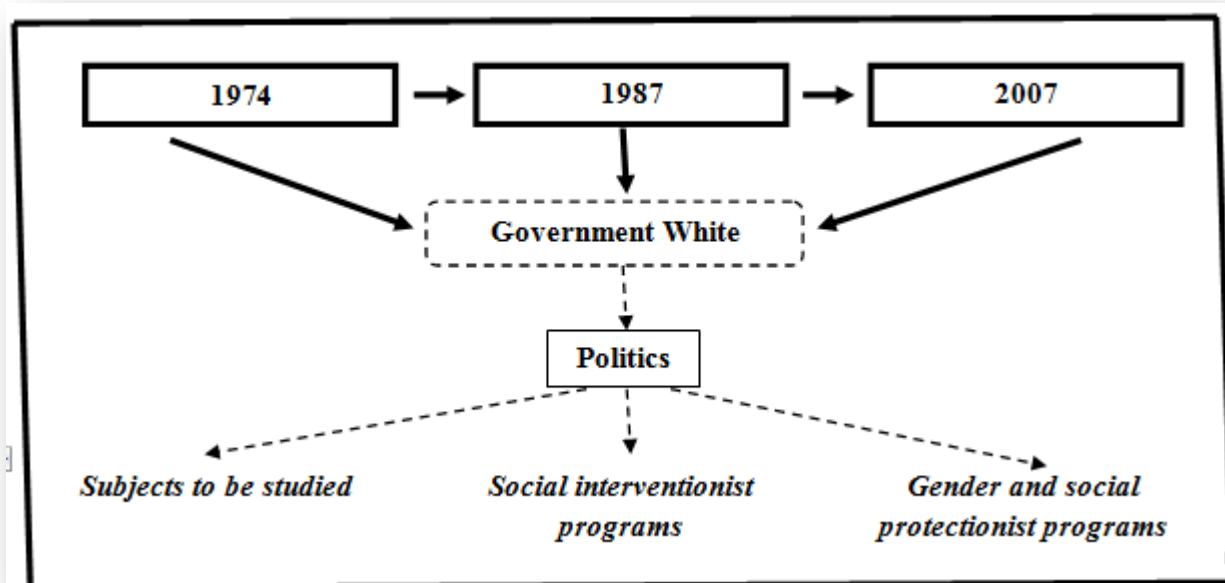 1974
1987
2007
Government White
Politics
Subjects to be studied
Social interventionist
programs
Gender and social
protectionist programs